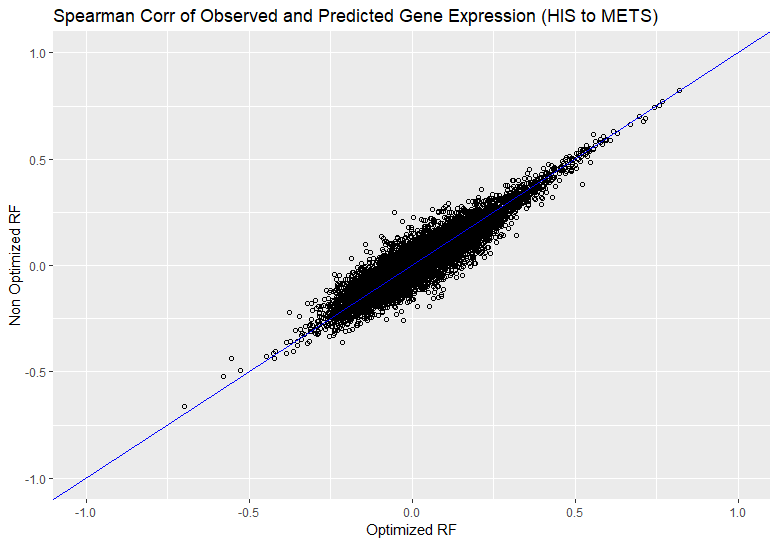 Spearman Corr of Observed and Predicted Gene Expression (HIS to METS)
1.0
0.5
0.0
-0.5
-1.0
Non Optimized RF
-1.0 -0.5 0.0 0.5 1.0
Optimized RF